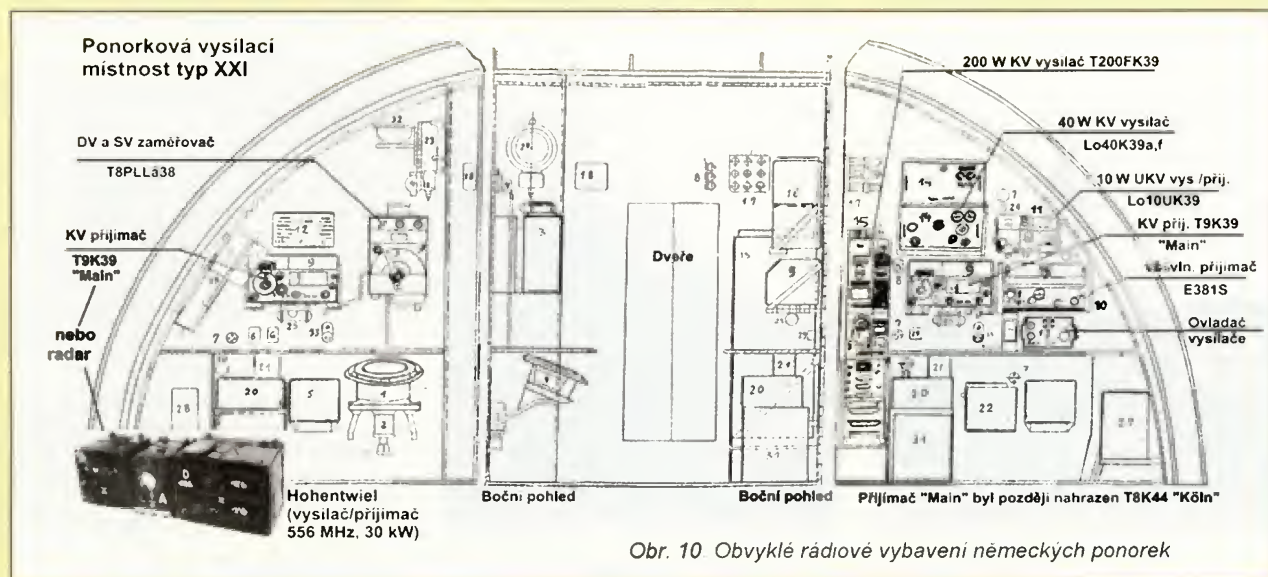 Ponorková vysílací
místnost typ XXI
DV a SV zaměřovač
T8PLLä38
KV přijímač
T9K39
"Main"
nebo
radar
Hohentwiel
(vysílač/přijímač
556 MHz, 30 kW)
Boční pohled
Dveře
Boční pohled
200 W KV vysílač T200FK39
40 W KV vysílač
Lo40K39a,f
10 W UKV vys /přij.
Lo10UK39
KV přij. T9K39
"Main"
vln. přijímač
E381S
Ovladač
vysílače
Přijímač "Main" byl později nahrazen T8K44 "Köln"
Obr. 10. Obvyklé rádiové vybavení německých ponorek